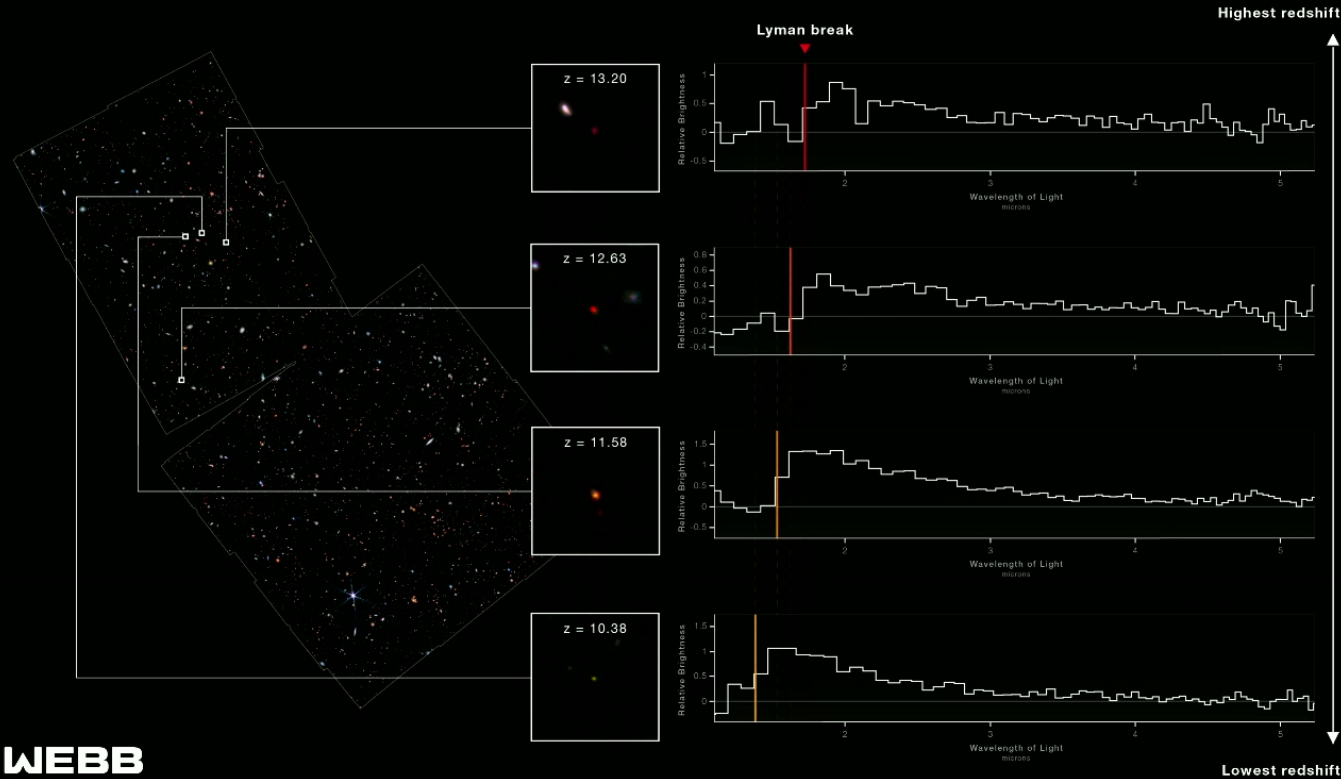 Highest redshift
Lyman break
z = 13.20
Relative Brightness
1
0.5
0
-0.5
2
3
4
5
Wavelength of Light
microns
z = 12.63
Relative Brightness
0.8
0.6
0.4
0.2
0
-0.2
-0.4
2
3
4
5
Wavelength of Light
microns
z = 11.58
Relative Brightness
1.5
1
0.5
0
-0.5
2
3
4
5
Wavelength of Light
microns
z = 10.38
Relative Brightness
1.5
1
0.5
0
2
3
4
5
Wavelength of Light
microns
WEBB
Lowest redshift